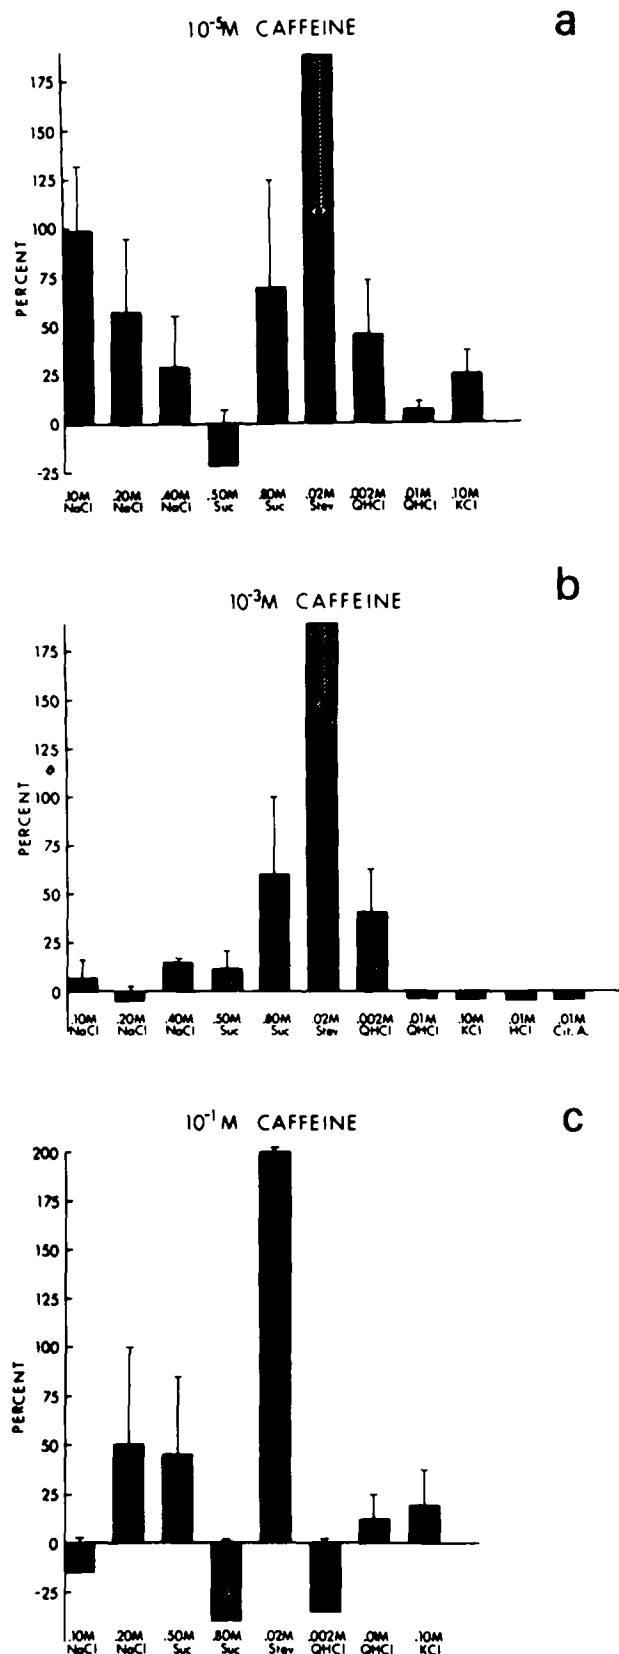 10⁻⁵M CAFFEINE
a
175
150
125
100
75
50
25
0
-25
PERCENT
.10M .20M .40M .50M .80M .02M .002M .01M .10M
NaCl NaCl NaCl Suc Suc Stev QHCl QHCl KCl
10⁻³M CAFFEINE
b
175
150
125
100
75
50
25
0
PERCENT
.10M .20M .40M .50M .80M .02M .002M .01M .10M .01M .01M
NaCl NaCl NaCl Suc Suc Stev QHCl QHCl KCl HCl Cit. A.
10⁻¹M CAFFEINE
c
200
175
150
125
100
75
50
25
0
-25
PERCENT
.10M .20M .50M .80M .02M .002M .01M .10M
NaCl NaCl Suc Suc Stev QHCl QHCl KCl